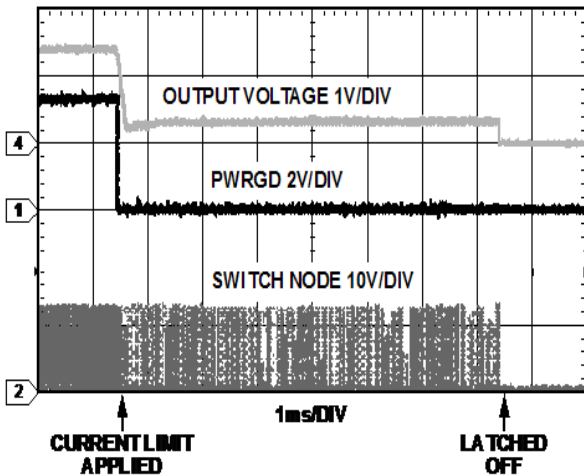 OUTPUT VOLTAGE 1V/DIV
4
PWRGD 2V/DIV
1
SWITCH NODE 10V/DIV
2
1ms/DIV
CURRENT LIMIT
APPLIED
LATCHED
OFF